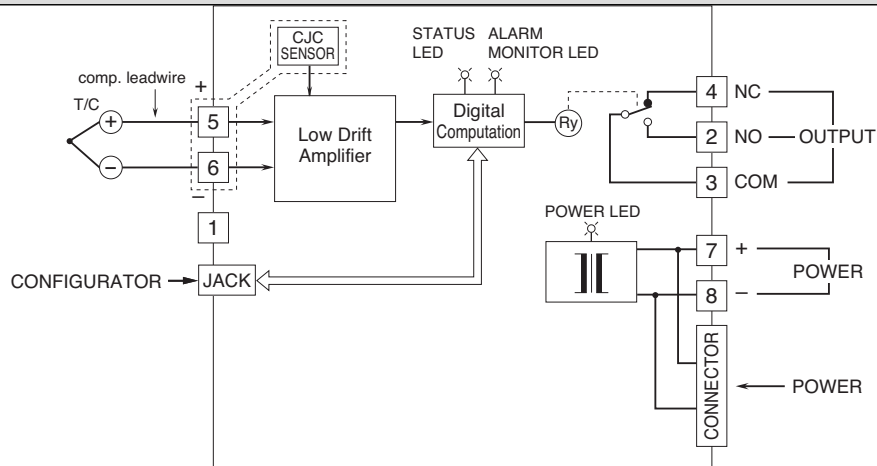 CJC
SENSOR
STATUS
LED
ALARM
MONITOR LED
comp. leadwire
T/C
+
+
5
Low Drift
Amplifier
Digital
Computation
Ry
4 NC
2 NO
OUTPUT
3 COM
−
6
−
1
CONFIGURATOR
JACK
POWER LED
7 +
POWER
8 −
CONNECTOR
POWER